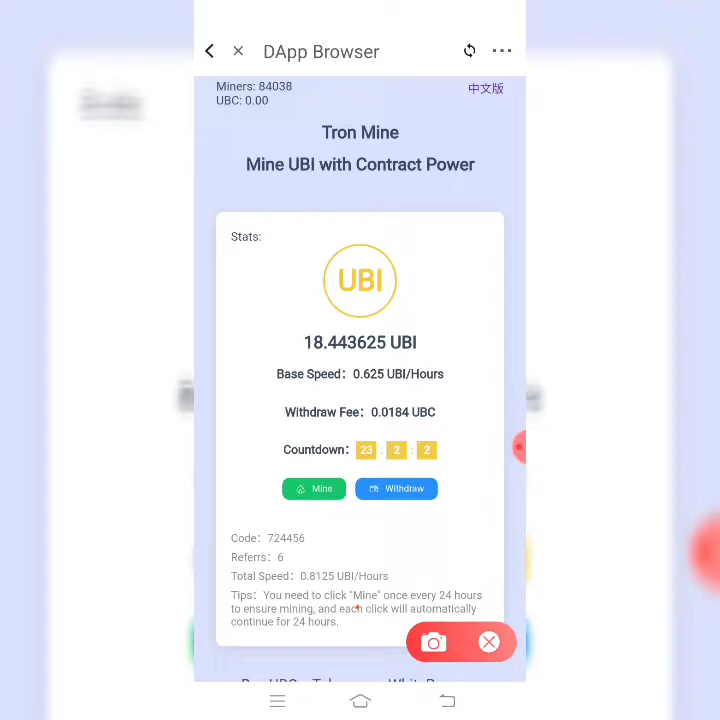 DApp Browser
Miners: 84038
中文版
UBC: 0.00
Tron Mine
Mine UBI with Contract Power
Stats:
UBI
18.443625 UBI
Base Speed：0.625 UBI/Hours
Withdraw Fee：0.0184 UBC
Countdown：23 : 2 : 2
Mine
Withdraw
Code：724456
Referrs：6
Total Speed：0.8125 UBI/Hours
Tips：You need to click "Mine" once every 24 hours
to ensure mining, and each click will automatically
continue for 24 hours.